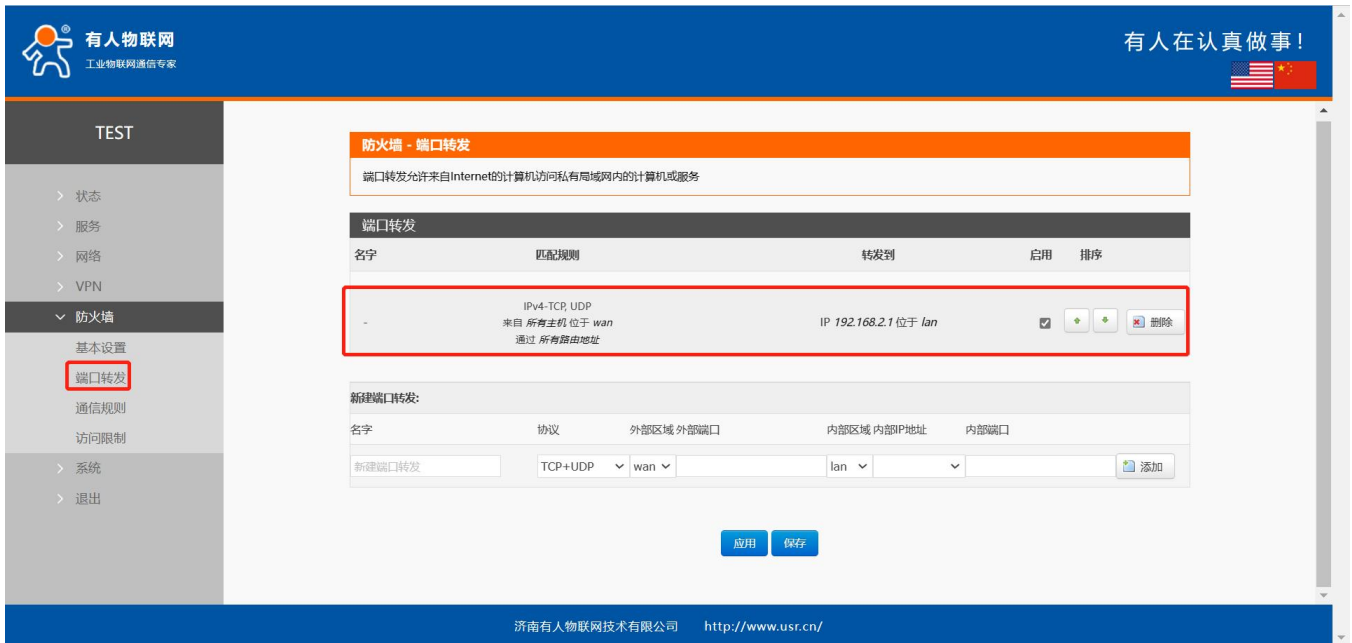 有人物联网
®
工业物联网通信专家
有人在认真做事!
TEST
状态
服务
网络
VPN
防火墙
基本设置
端口转发
通信规则
访问限制
系统
退出
防火墙 - 端口转发
端口转发允许来自Internet的计算机访问私有局域网内的计算机或服务
端口转发
名字 匹配规则 转发到 启用 排序
IPv4-TCP, UDP
- 来自 所有主机 位于 wan IP 192.168.2.1 位于 lan 删除
通过 所有路由地址
新建端口转发:
名字 协议 外部区域 外部端口 内部区域 内部IP地址 内部端口
新建端口转发 TCP+UDP wan lan 添加
应用 保存
济南有人物联网技术有限公司 http://www.usr.cn/